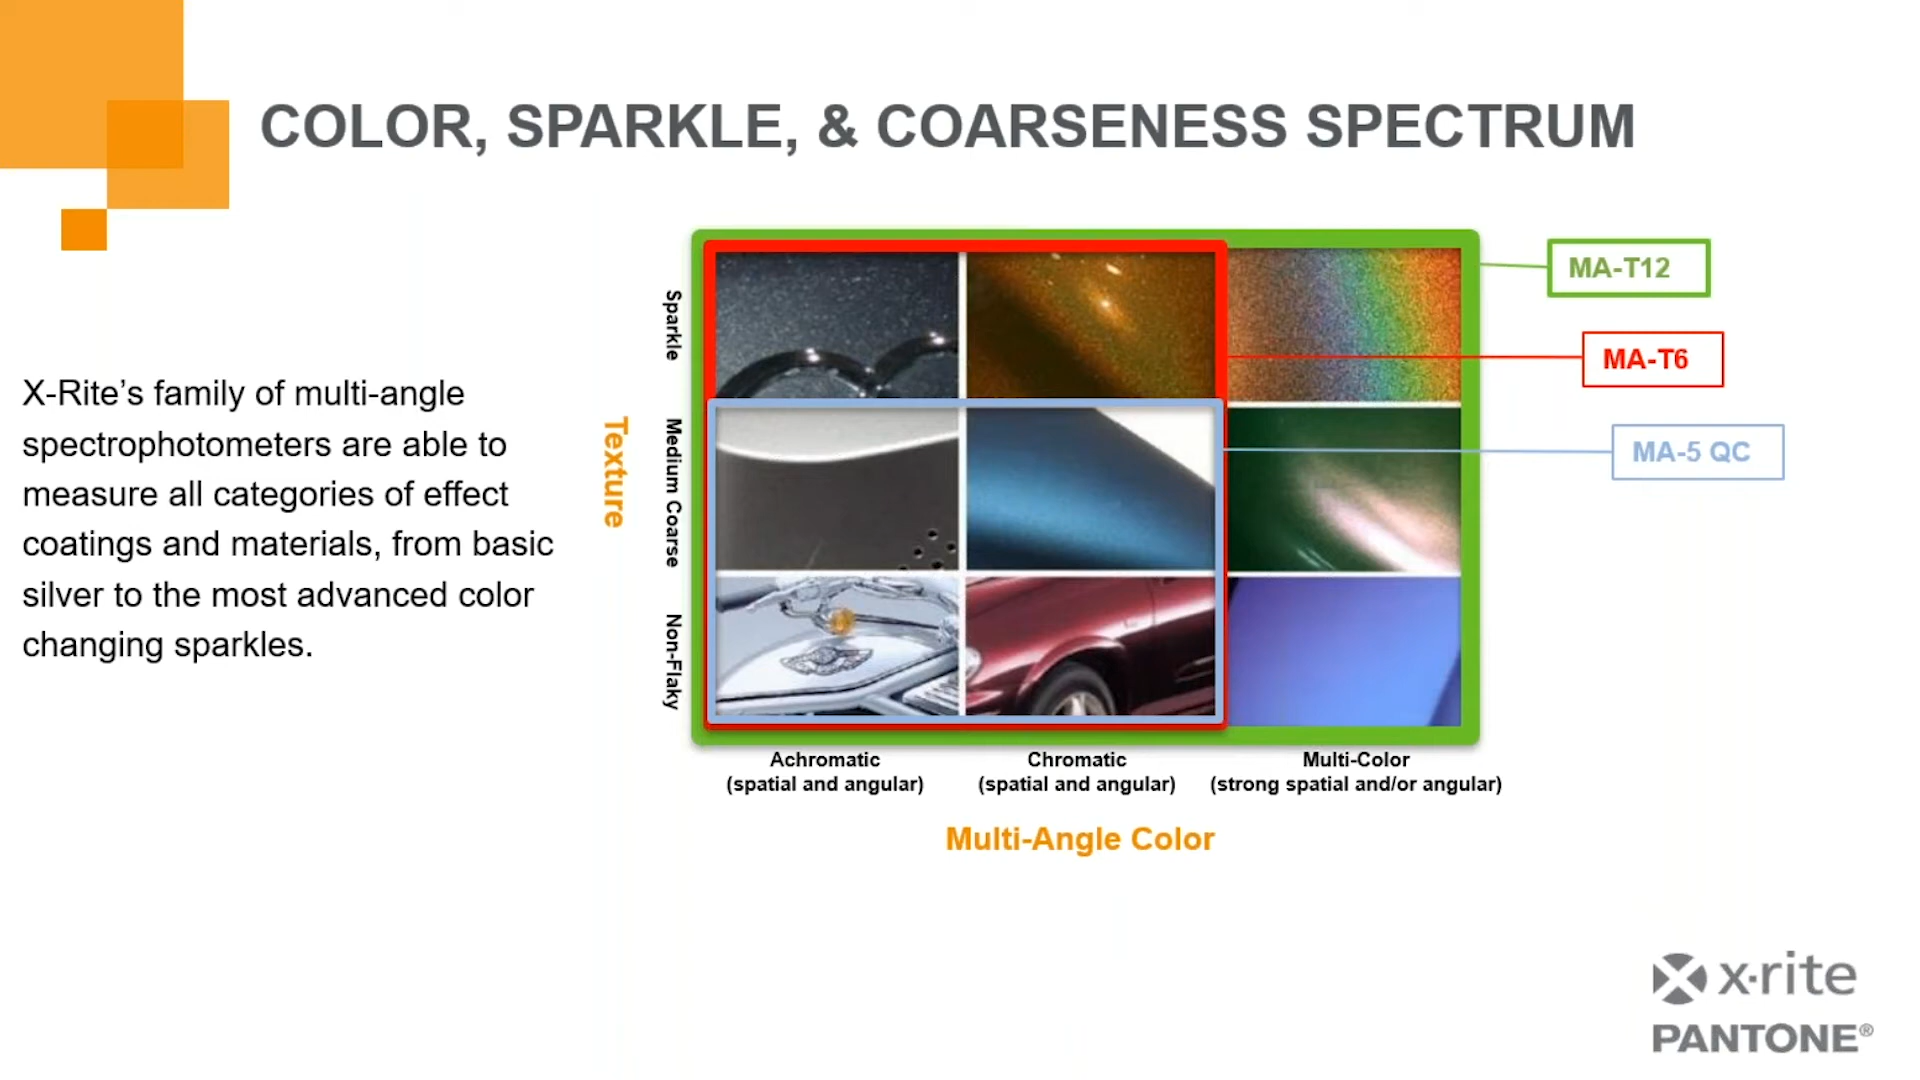 COLOR, SPARKLE, & COARSENESS SPECTRUM
X-Rite’s family of multi-angle
spectrophotometers are able to
measure all categories of effect
coatings and materials, from basic
silver to the most advanced color
changing sparkles.
Texture
Sparkle
Medium Coarse
Non-Flaky
MA-T12
MA-T6
MA-5 QC
Achromatic
(spatial and angular)
Chromatic
(spatial and angular)
Multi-Color
(strong spatial and/or angular)
Multi-Angle Color
x·rite
PANTONE®